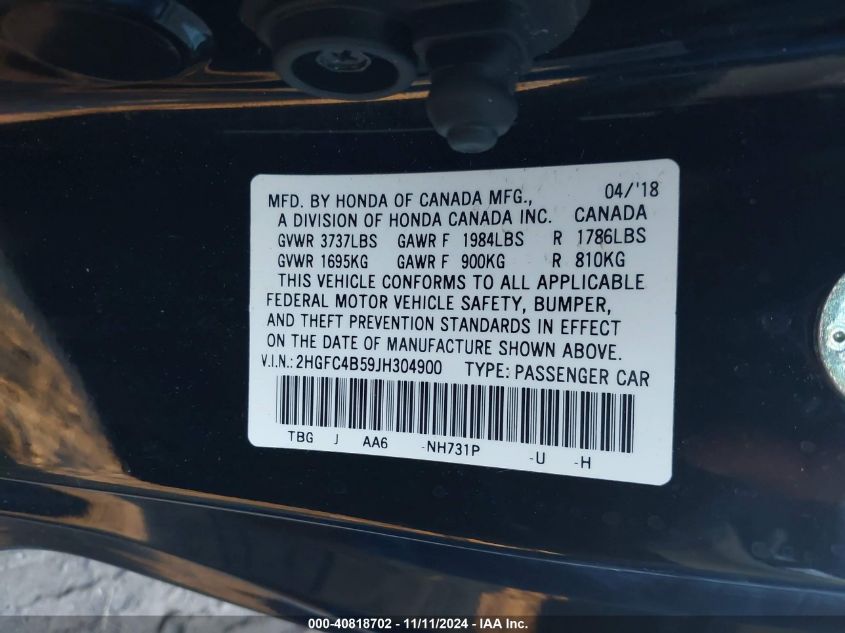 MFD. BY HONDA OF CANADA MFG., 04/'18
A DIVISION OF HONDA CANADA INC. CANADA
GVWR 3737LBS GAWR F 1984LBS R 1786LBS
GVWR 1695KG GAWR F 900KG R 810KG
THIS VEHICLE CONFORMS TO ALL APPLICABLE
FEDERAL MOTOR VEHICLE SAFETY, BUMPER,
AND THEFT PREVENTION STANDARDS IN EFFECT
ON THE DATE OF MANUFACTURE SHOWN ABOVE.
V.I.N.: 2HGFC4B59JH304900 TYPE: PASSENGER CAR
TBG J AA6 -NH731P -U -H
000-40818702 - 11/11/2024 - IAA Inc.